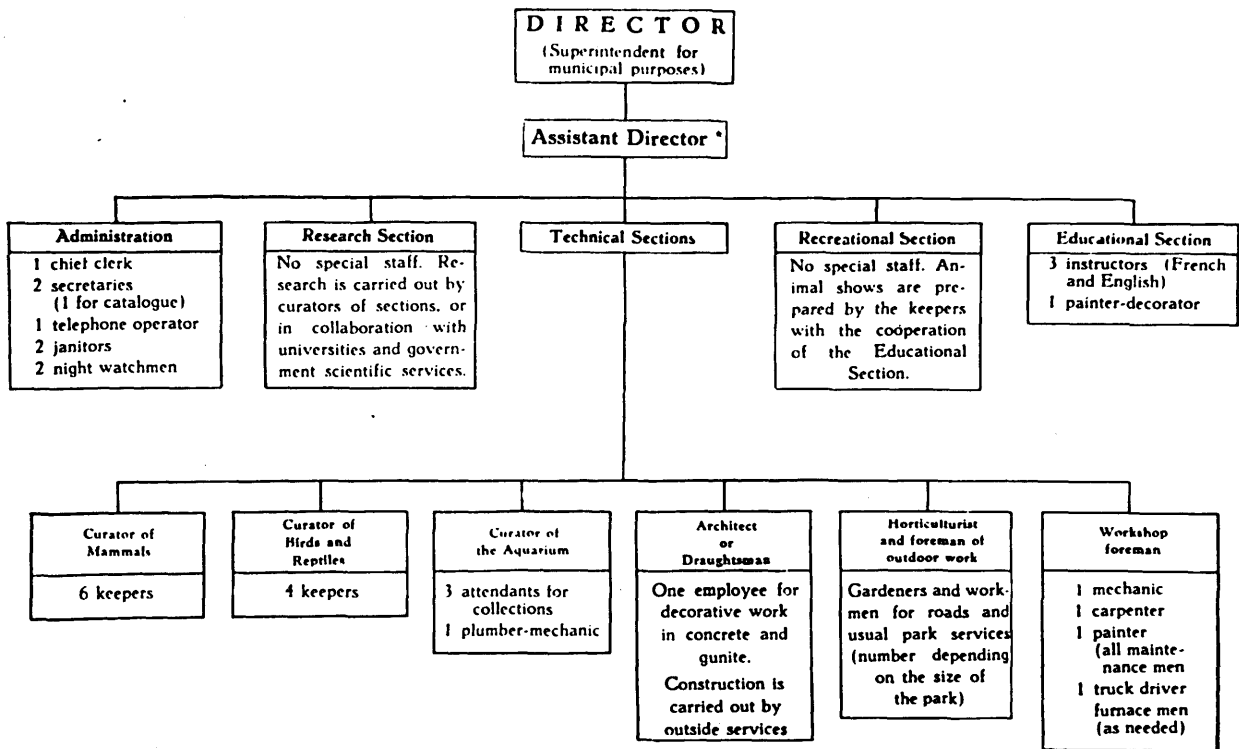 DIRECTOR
(Superintendent for
municipal purposes)
Assistant Director *
Administration
1 chief clerk
2 secretaries
(1 for catalogue)
1 telephone operator
2 janitors
2 night watchmen
Research Section
No special staff. Re-
search is carried out by
curators of sections, or
in collaboration with
universities and govern-
ment scientific services.
Technical Sections
Recreational Section
No special staff. An-
imal shows are pre-
pared by the keepers
with the coöperation
of the Educational
Section.
Educational Section
3 instructors (French
and English)
1 painter-decorator
Curator of
Mammals
6 keepers
Curator of
Birds and
Reptiles
4 keepers
Curator of
the Aquarium
3 attendants for
collections
1 plumber-mechanic
Architect
or
Draughtsman
One employee for
decorative work
in concrete and
gunite.
Construction is
carried out by
outside services
Horticulturist
and foreman of
outdoor work
Gardeners and work-
men for roads and
usual park services
(number depending
on the size of
the park)
Workshop
foreman
1 mechanic
1 carpenter
1 painter
(all mainte-
nance men
1 truck driver
furnace men
(as needed)